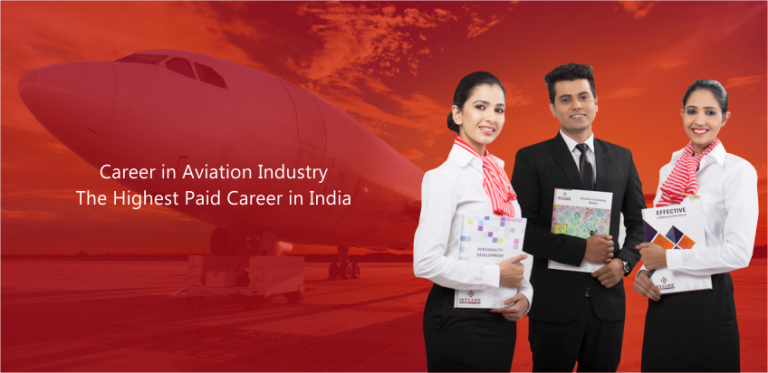 Career in Aviation Industry
The Highest Paid Career in India
PERSONALITY
DEVELOPMENT
EFFECTIVE